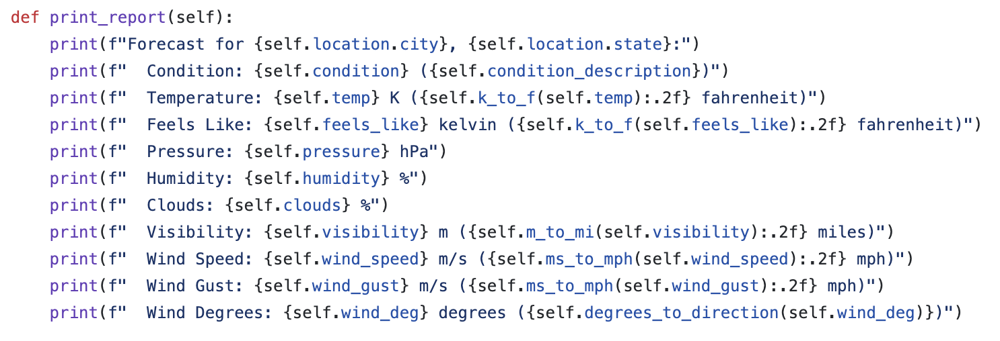 def print_report(self):
    print(f"Forecast for {self.location.city}, {self.location.state}:")
    print(f"  Condition: {self.condition} ({self.condition_description})")
    print(f"  Temperature: {self.temp} K ({self.k_to_f(self.temp):.2f} fahrenheit)")
    print(f"  Feels Like: {self.feels_like} kelvin ({self.k_to_f(self.feels_like):.2f} fahrenheit)")
    print(f"  Pressure: {self.pressure} hPa")
    print(f"  Humidity: {self.humidity} %")
    print(f"  Clouds: {self.clouds} %")
    print(f"  Visibility: {self.visibility} m ({self.m_to_mi(self.visibility):.2f} miles)")
    print(f"  Wind Speed: {self.wind_speed} m/s ({self.ms_to_mph(self.wind_speed):.2f} mph)")
    print(f"  Wind Gust: {self.wind_gust} m/s ({self.ms_to_mph(self.wind_gust):.2f} mph)")
    print(f"  Wind Degrees: {self.wind_deg} degrees ({self.degrees_to_direction(self.wind_deg)})")